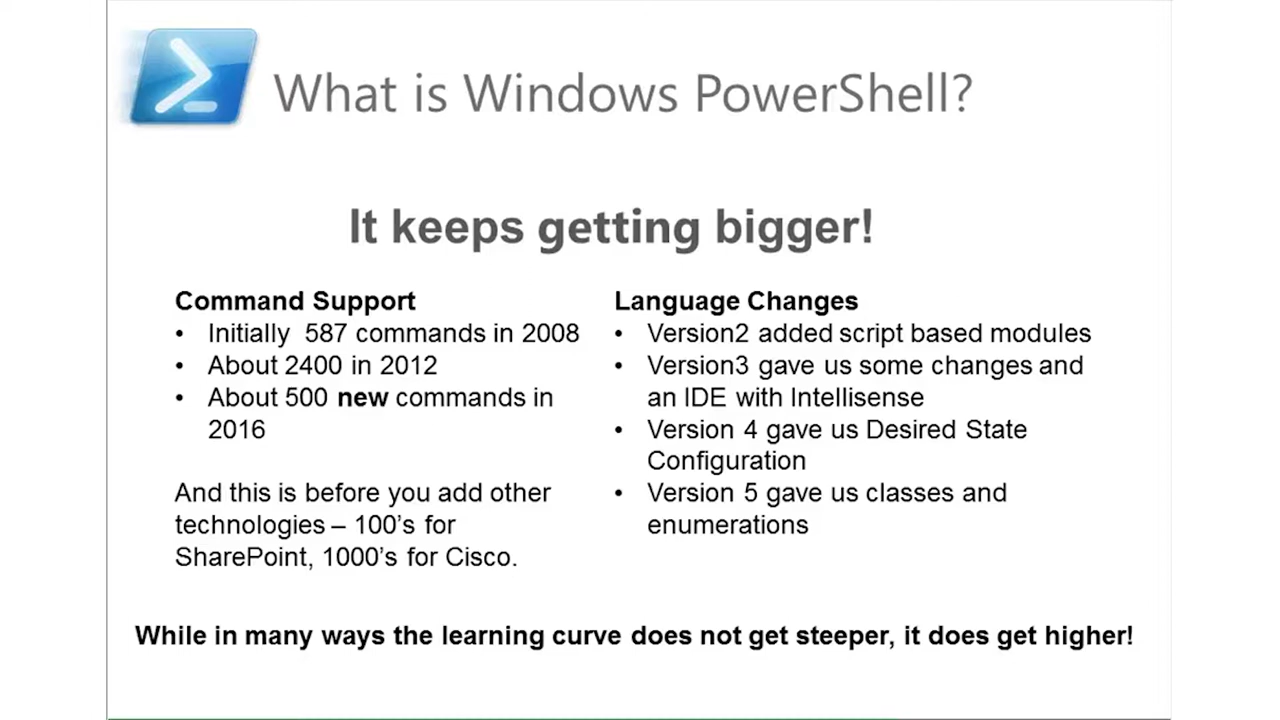 What is Windows PowerShell?
It keeps getting bigger!
Command Support
• Initially  587 commands in 2008
• About 2400 in 2012
• About 500 new commands in
2016
And this is before you add other
technologies – 100’s for
SharePoint, 1000’s for Cisco.
Language Changes
• Version2 added script based modules
• Version3 gave us some changes and
an IDE with Intellisense
• Version 4 gave us Desired State
Configuration
• Version 5 gave us classes and
enumerations
While in many ways the learning curve does not get steeper, it does get higher!